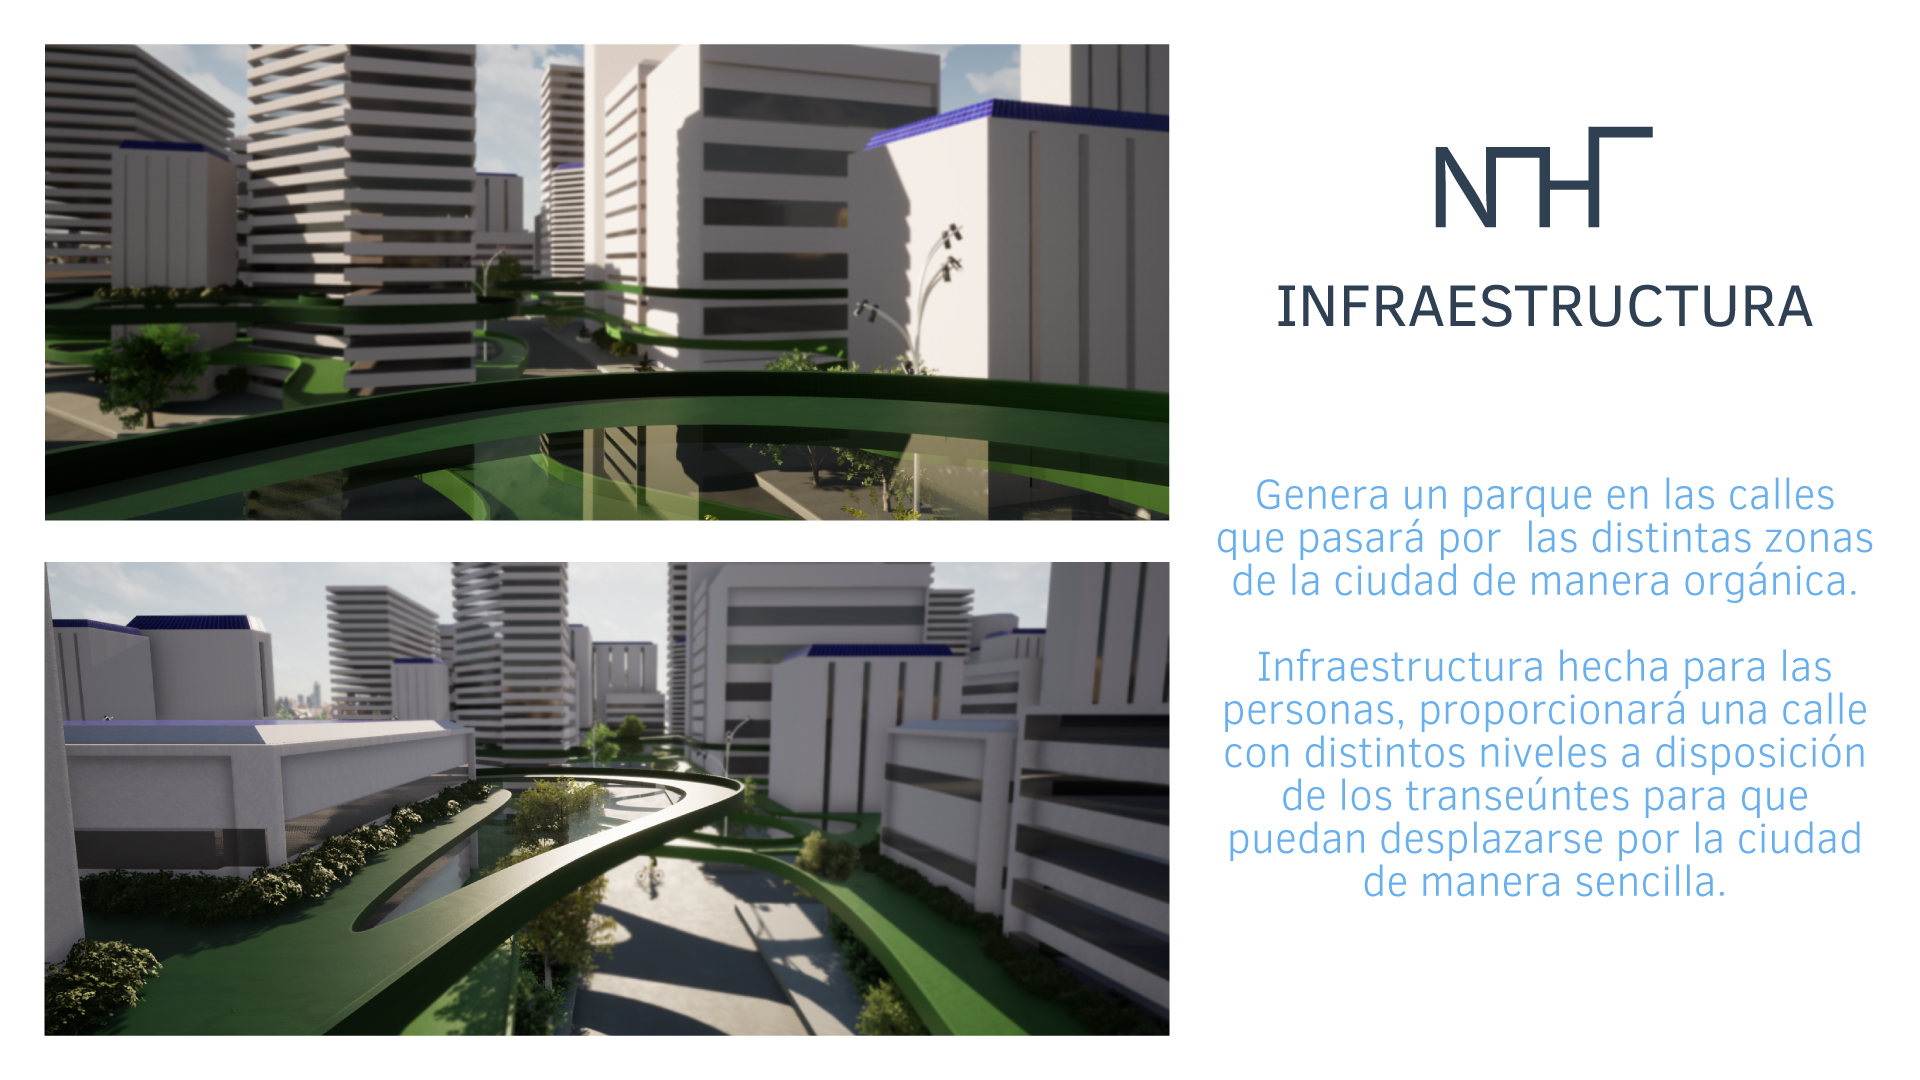 NHF
INFRAESTRUCTURA
Genera un parque en las calles
que pasará por  las distintas zonas
de la ciudad de manera orgánica.
Infraestructura hecha para las
personas, proporcionará una calle
con distintos niveles a disposición
de los transeúntes para que
puedan desplazarse por la ciudad
de manera sencilla.